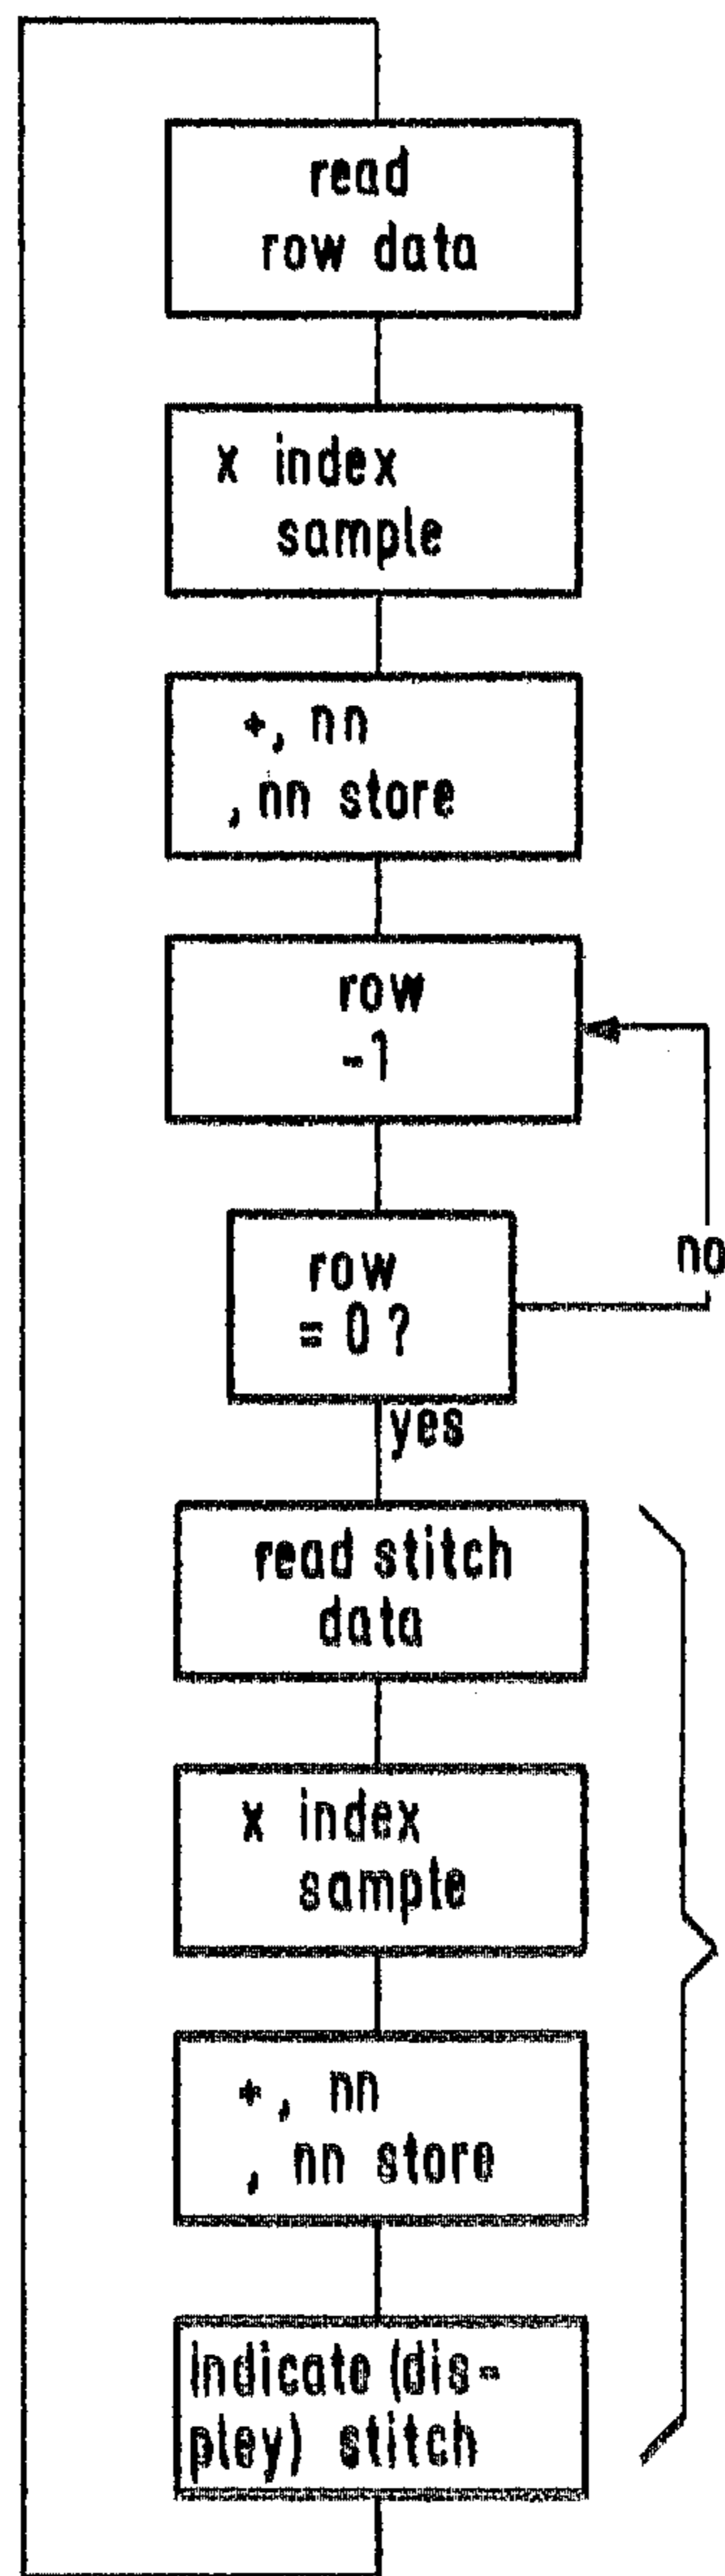 read
row data
x index
sample
+, nn
, nn store
row
-1
row
= 0 ?
no
yes
read stitch
data
x index
sample
+, nn
, nn store
indicate (dis-
pley) stitch